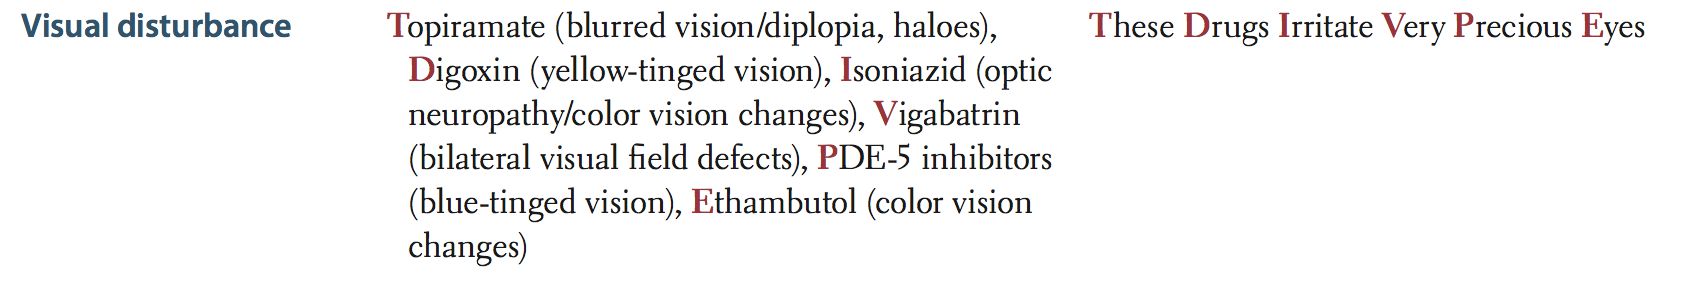 Visual disturbance
Topiramate (blurred vision/diplopia, haloes),
Digoxin (yellow-tinged vision), Isoniazid (optic
neuropathy/color vision changes), Vigabatrin
(bilateral visual field defects), PDE-5 inhibitors
(blue-tinged vision), Ethambutol (color vision
changes)
These Drugs Irritate Very Precious Eyes